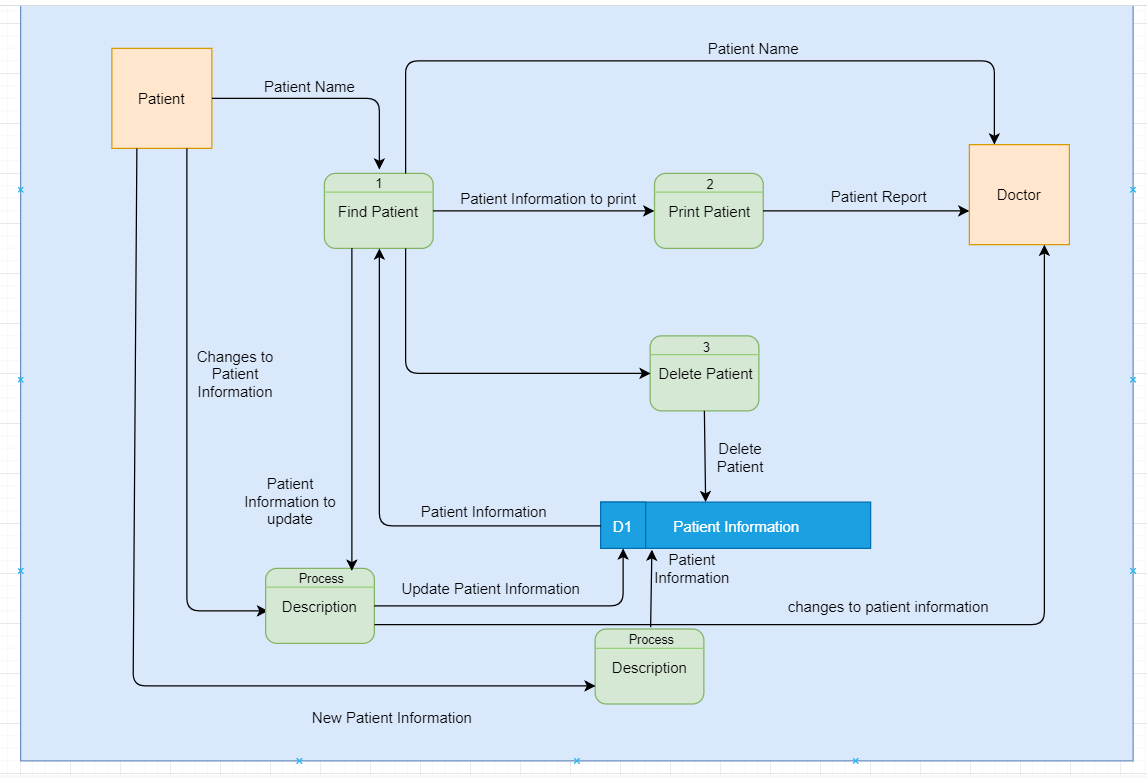 Patient Name
Patient
Patient Name
1
Find Patient
Patient Information to print
2
Print Patient
Patient Report
Doctor
Changes to
Patient
Information
3
Delete Patient
Delete
Patient
Patient
Information to
update
Patient Information
D1
Patient Information
Patient
Information
Process
Description
Update Patient Information
changes to patient information
Process
Description
New Patient Information